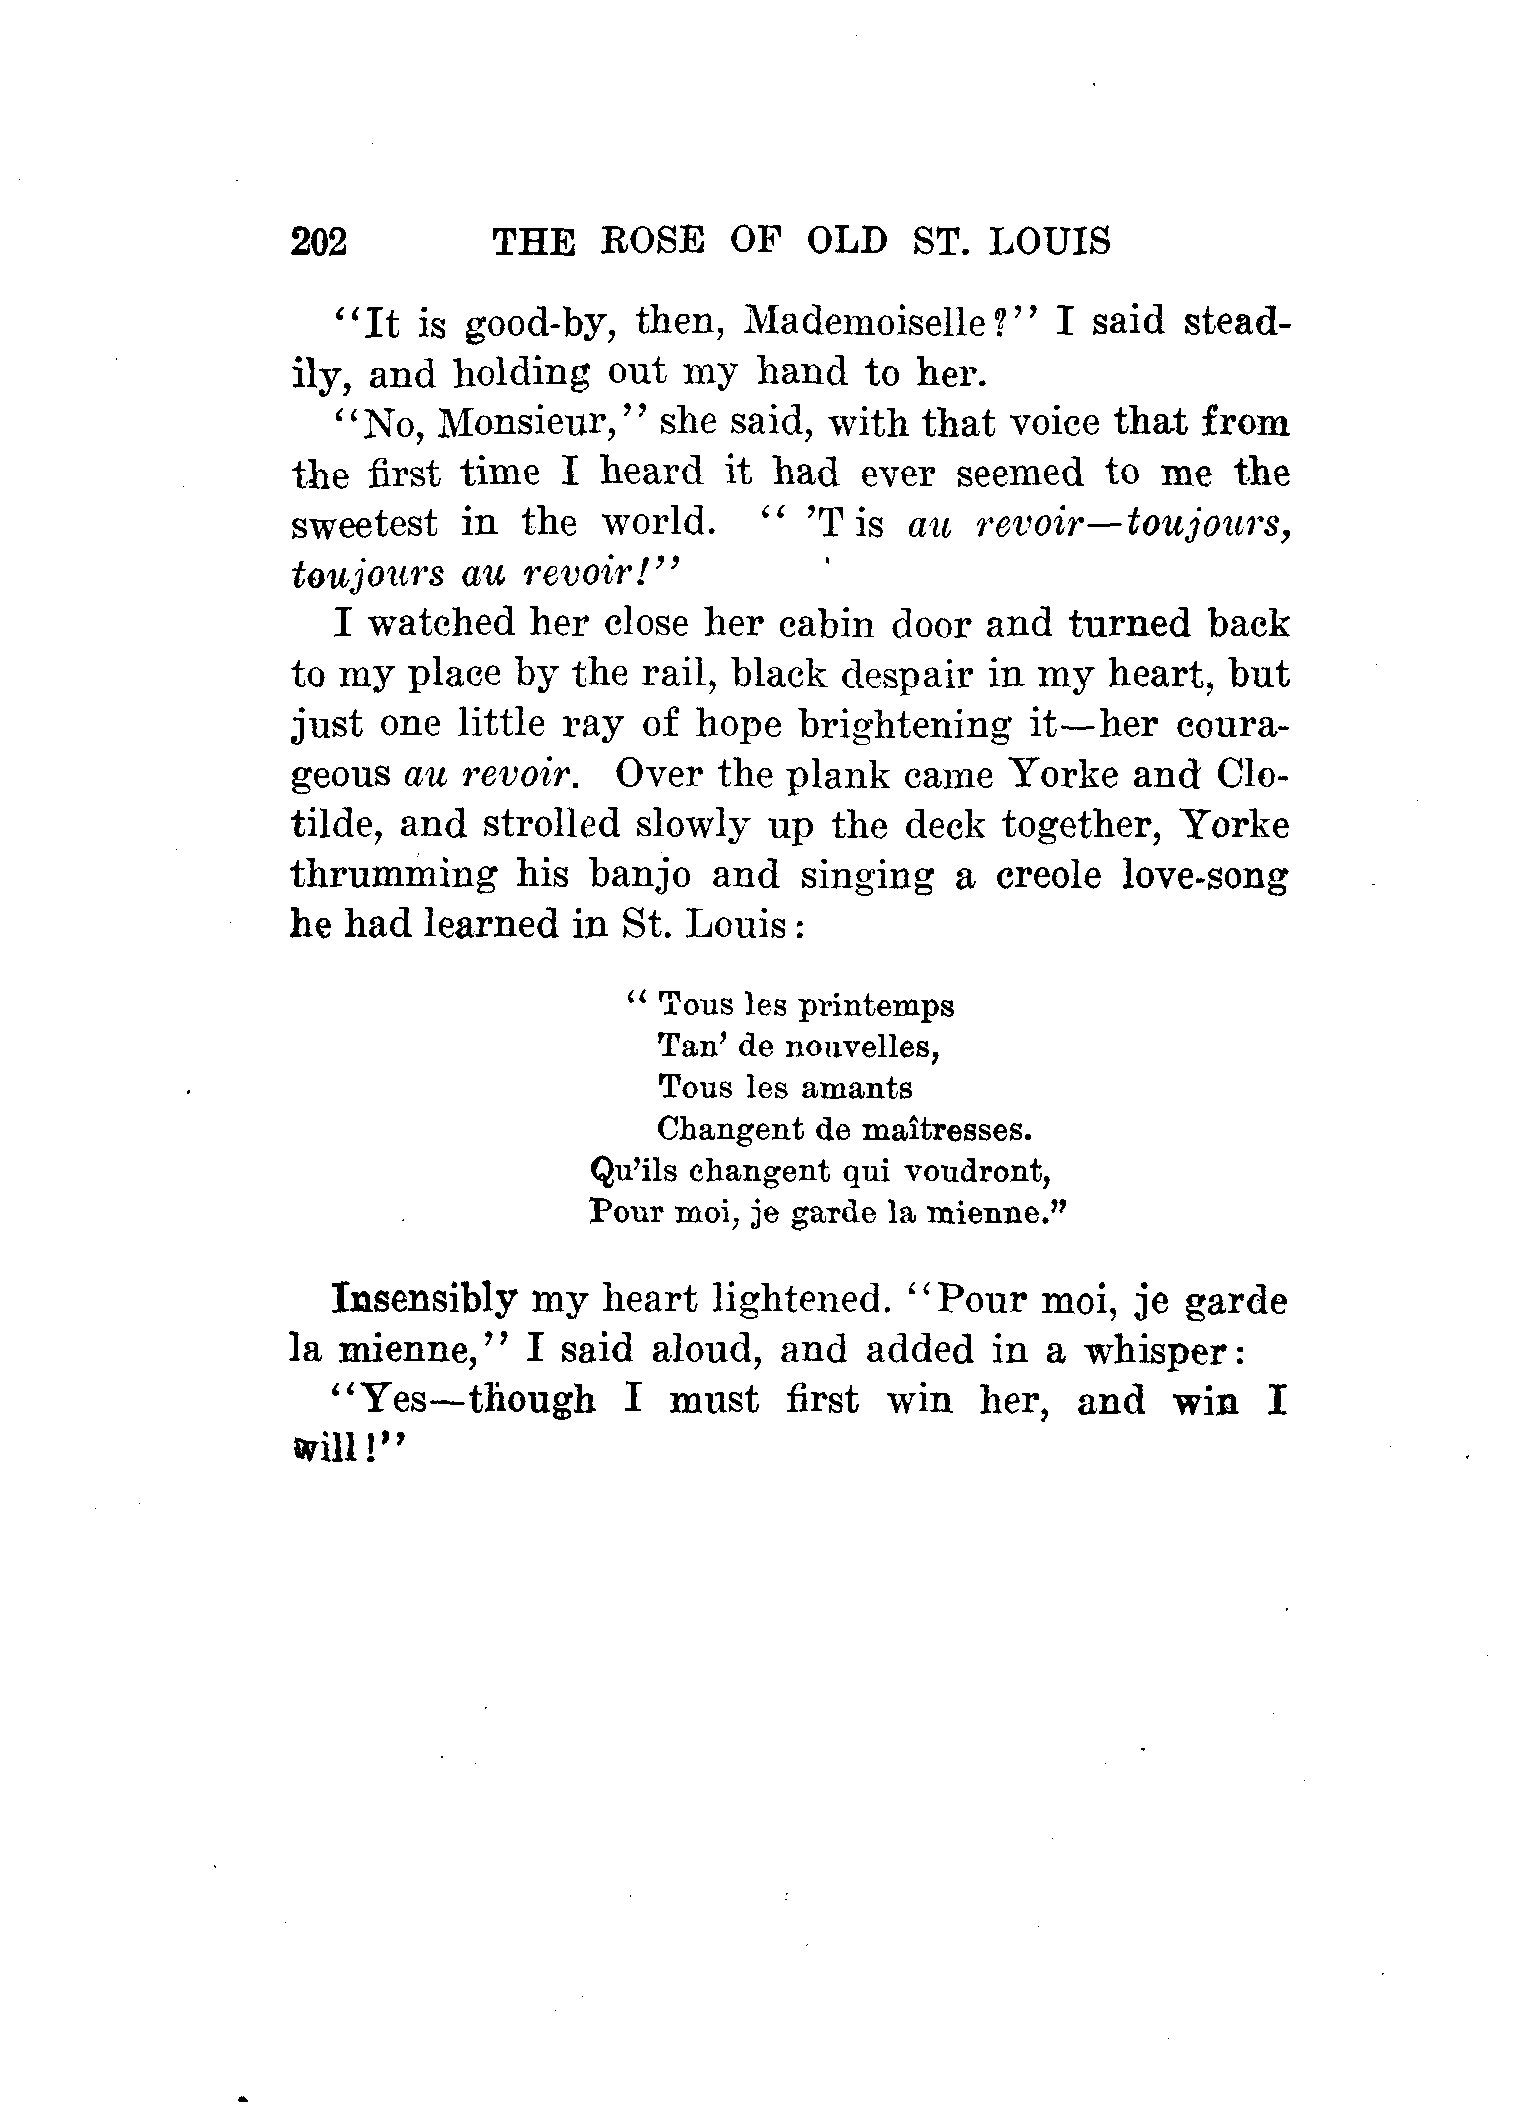 202 THE ROSE OF OLD ST. LOUIS
"It is good-by, then, Mademoiselle?" I said stead-
ily, and holding out my hand to her.
"No, Monsieur," she said, with that voice that from
the first time I heard it had ever seemed to me the
sweetest in the world. " 'T is au revoir—toujours,
toujours au revoir!"
I watched her close her cabin door and turned back
to my place by the rail, black despair in my heart, but
just one little ray of hope brightening it—her coura-
geous au revoir. Over the plank came Yorke and Clo-
tilde, and strolled slowly up the deck together, Yorke
thrumming his banjo and singing a creole love-song
he had learned in St. Louis:
" Tous les printemps
Tan' de nouvelles,
Tous les amants
Changent de maîtresses.
Qu'ils changent qui voudront,
Pour moi, je garde la mienne."
Insensibly my heart lightened. "Pour moi, je garde
la mienne," I said aloud, and added in a whisper:
"Yes—though I must first win her, and win I
will!"